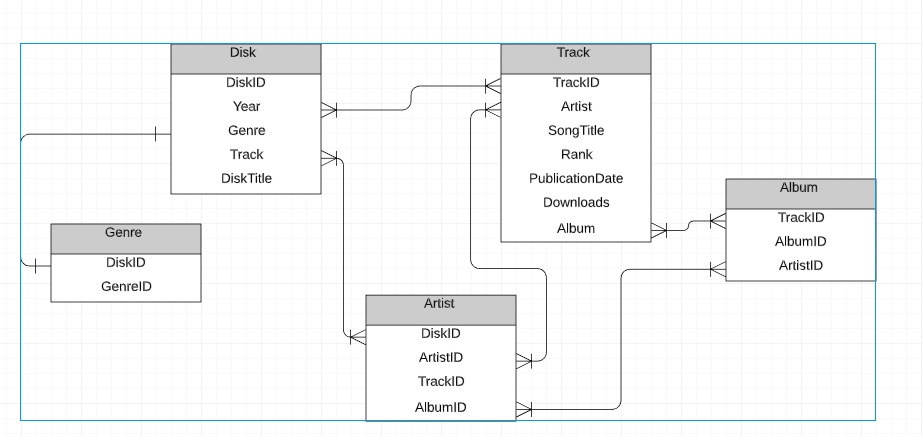 Disk
DiskID
Year
Genre
Track
DiskTitle
Track
TrackID
Artist
SongTitle
Rank
PublicationDate
Downloads
Album
Album
TrackID
AlbumID
ArtistID
Genre
DiskID
GenreID
Artist
DiskID
ArtistID
TrackID
AlbumID